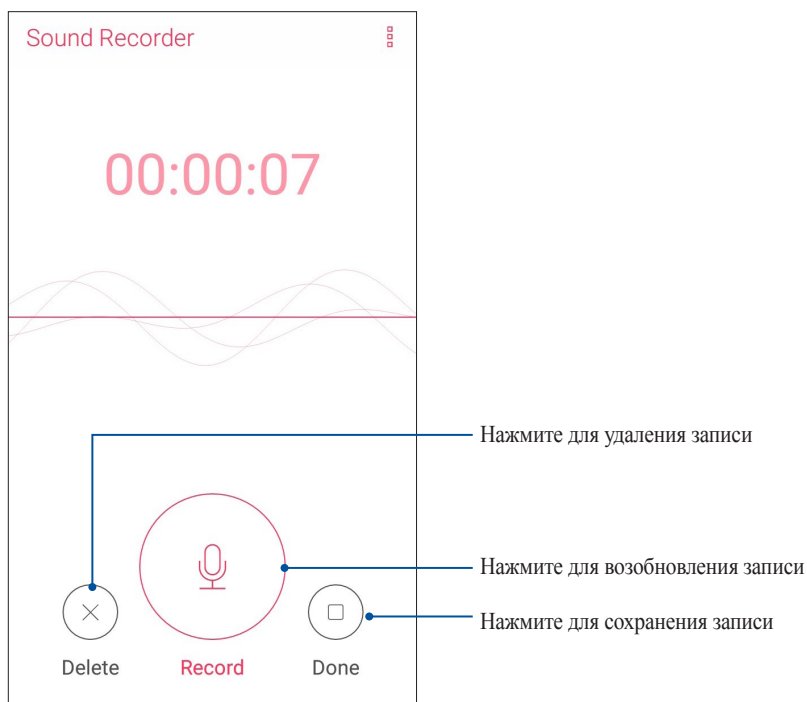 Sound Recorder
00:00:07
Нажмите для удаления записи
Нажмите для возобновления записи
Нажмите для сохранения записи
Delete
Record
Done